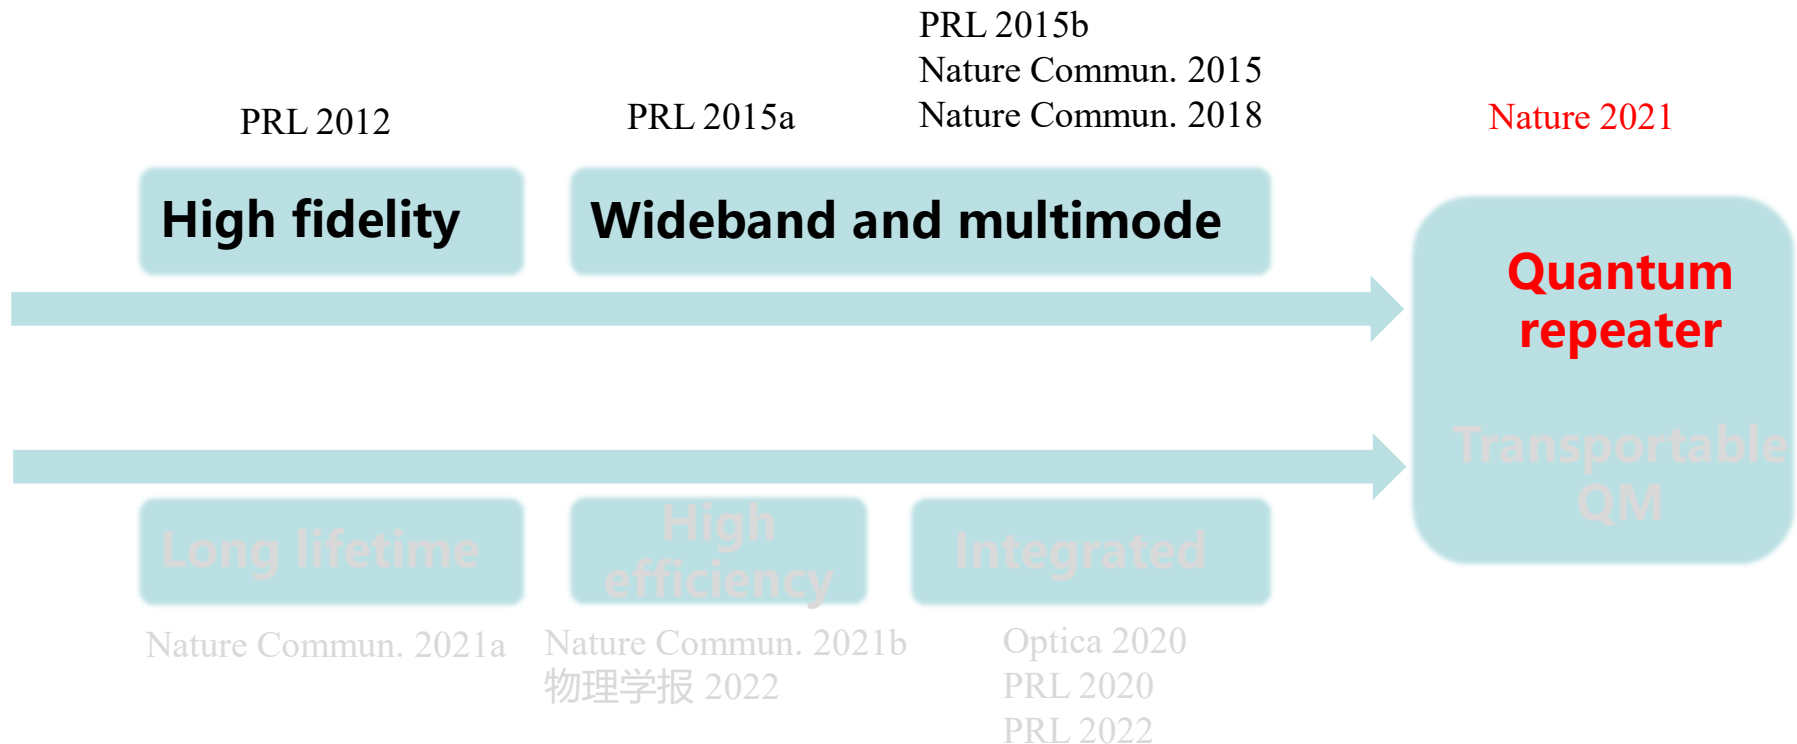 PRL 2015b
Nature Commun. 2015
Nature Commun. 2018
PRL 2012
PRL 2015a
Nature 2021
High fidelity
Wideband and multimode
Quantum
repeater
Transportable
QM
Long lifetime
High
efficiency
Integrated
Nature Commun. 2021a
Nature Commun. 2021b
物理学报 2022
Optica 2020
PRL 2020
PRL 2022